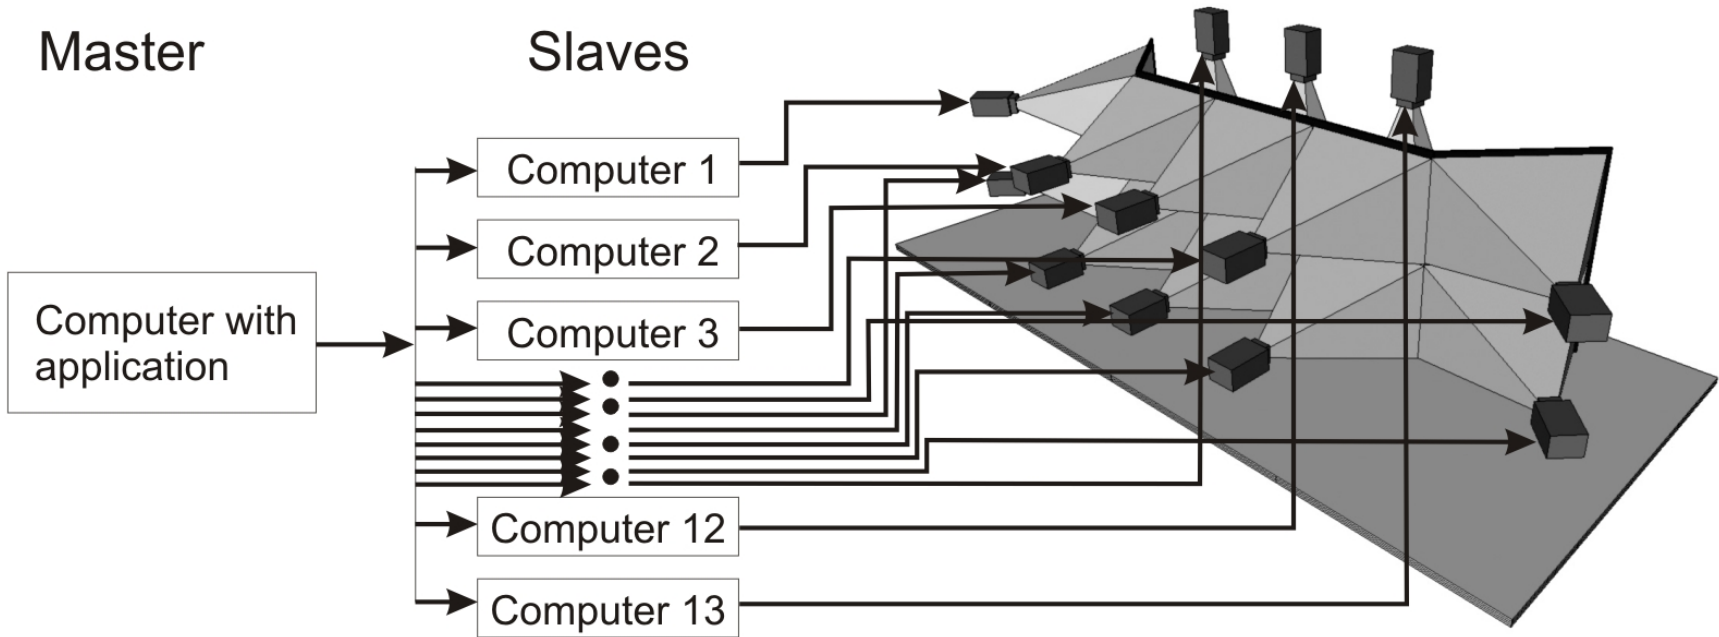 Master
Slaves
Computer 1
Computer 2
Computer with
application
Computer 3
Computer 12
Computer 13